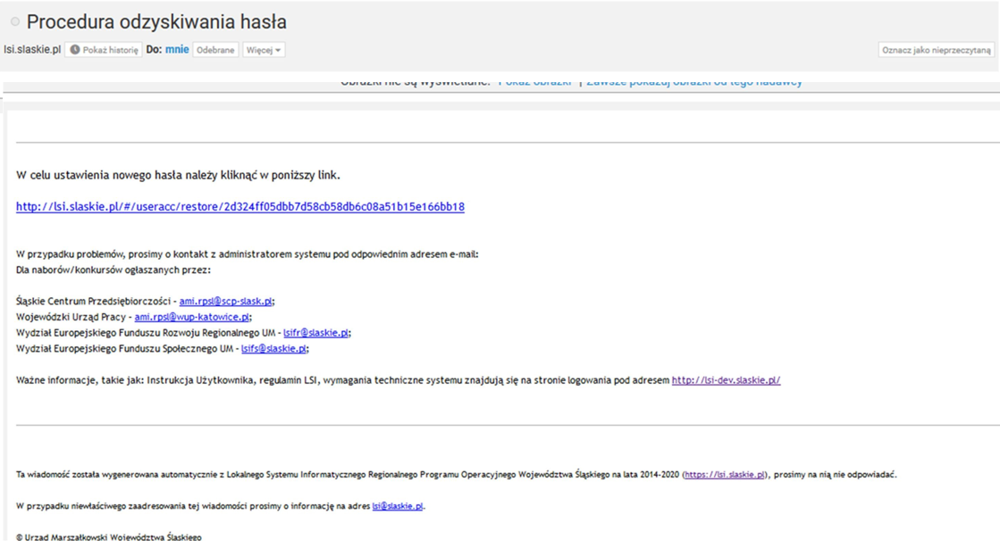 Procedura odzyskiwania hasła
lsi.slaskie.pl Pokaż historię Do: mnie Odebrane Więcej Oznacz jako nieprzeczytaną
Obrazki nie są wyświetlane. Pokaż obrazki | Zawsze pokazuj obrazki od tego nadawcy
W celu ustawienia nowego hasła należy kliknąć w poniższy link.
http://lsi.slaskie.pl/#/useracc/restore/2d324ff05dbb7d58cb58db6c08a51b15e166bb18
W przypadku problemów, prosimy o kontakt z administratorem systemu pod odpowiednim adresem e-mail:
Dla naborów/konkursów ogłaszanych przez:
Śląskie Centrum Przedsiębiorczości - ami.rpsl@scp-slask.pl;
Wojewódzki Urząd Pracy - ami.rpsl@wup-katowice.pl;
Wydział Europejskiego Funduszu Rozwoju Regionalnego UM - lsifr@slaskie.pl;
Wydział Europejskiego Funduszu Społecznego UM - lsifs@slaskie.pl;
Ważne informacje, takie jak: Instrukcja Użytkownika, regulamin LSI, wymagania techniczne systemu znajdują się na stronie logowania pod adresem http://lsi-dev.slaskie.pl/
Ta wiadomość została wygenerowana automatycznie z Lokalnego Systemu Informatycznego Regionalnego Programu Operacyjnego Województwa Śląskiego na lata 2014-2020 (https://lsi.slaskie.pl), prosimy na nią nie odpowiadać.
W przypadku niewłaściwego zaadresowania tej wiadomości prosimy o informację na adres lsi@slaskie.pl.
© Urząd Marszałkowski Województwa Śląskiego